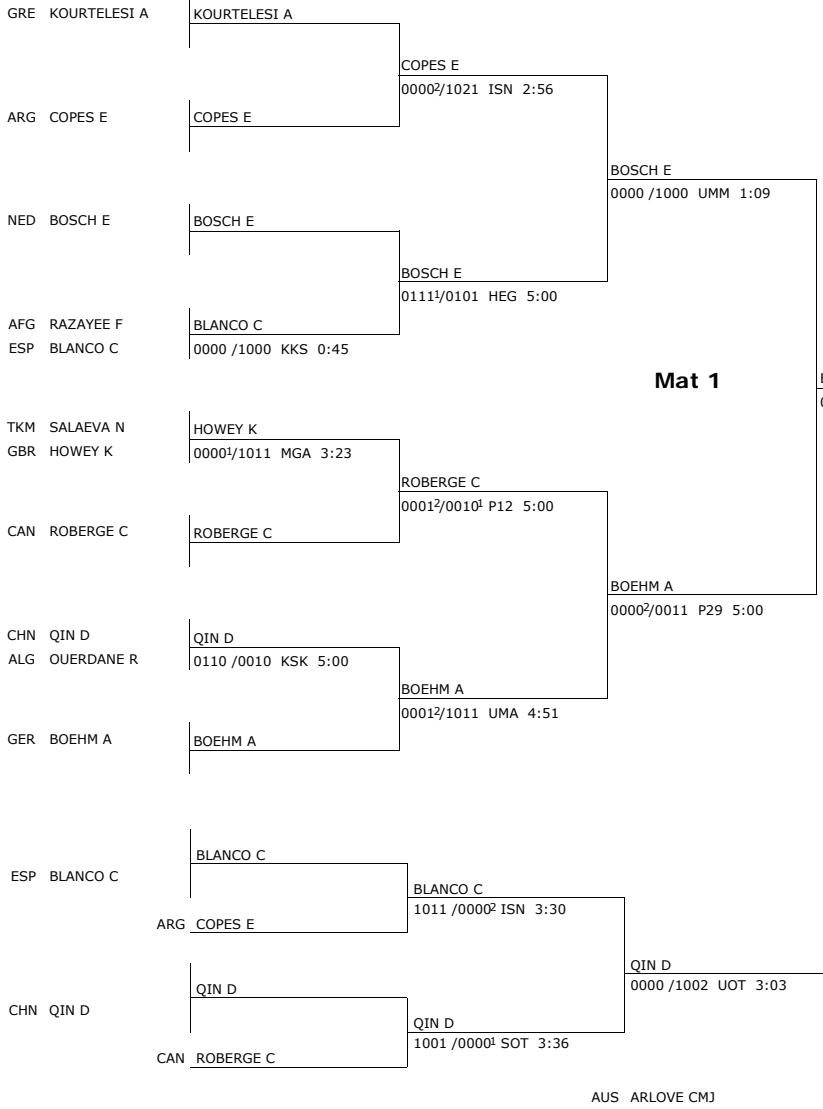 GRE KOURTELESI A KOURTELESI A
COPES E
0000²/1021 ISN 2:56
ARG COPES E COPES E
BOSCH E
0000 /1000 UMM 1:09
NED BOSCH E BOSCH E
BOSCH E
0111¹/0101 HEG 5:00
AFG RAZAYEE F BLANCO C
ESP BLANCO C 0000 /1000 KKS 0:45
Mat 1
TKM SALAEVA N HOWEY K
GBR HOWEY K 0000¹/1011 MGA 3:23
ROBERGE C
0001²/0010¹ P12 5:00
CAN ROBERGE C ROBERGE C
BOEHM A
0000²/0011 P29 5:00
CHN QIN D QIN D
ALG OUERDANE R 0110 /0010 KSK 5:00
BOEHM A
0001²/1011 UMA 4:51
GER BOEHM A BOEHM A
BLANCO C
ESP BLANCO C
BLANCO C
1011 /0000² ISN 3:30
ARG COPES E
QIN D
0000 /1002 UOT 3:03
QIN D
CHN QIN D
QIN D
1001 /0000¹ SOT 3:36
CAN ROBERGE C
AUS ARLOVE CMJ